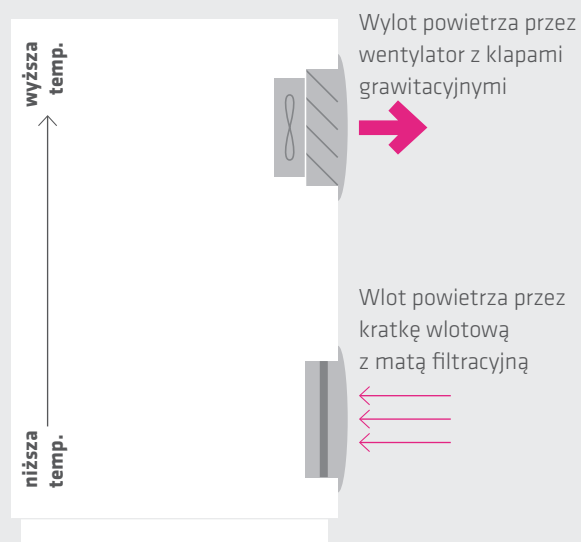 Wylot powietrza przez
wentylator z klapami
grawitacyjnymi
wyższa
temp.
Wlot powietrza przez
kratkę wlotową
z matą filtracyjną
niższa
temp.